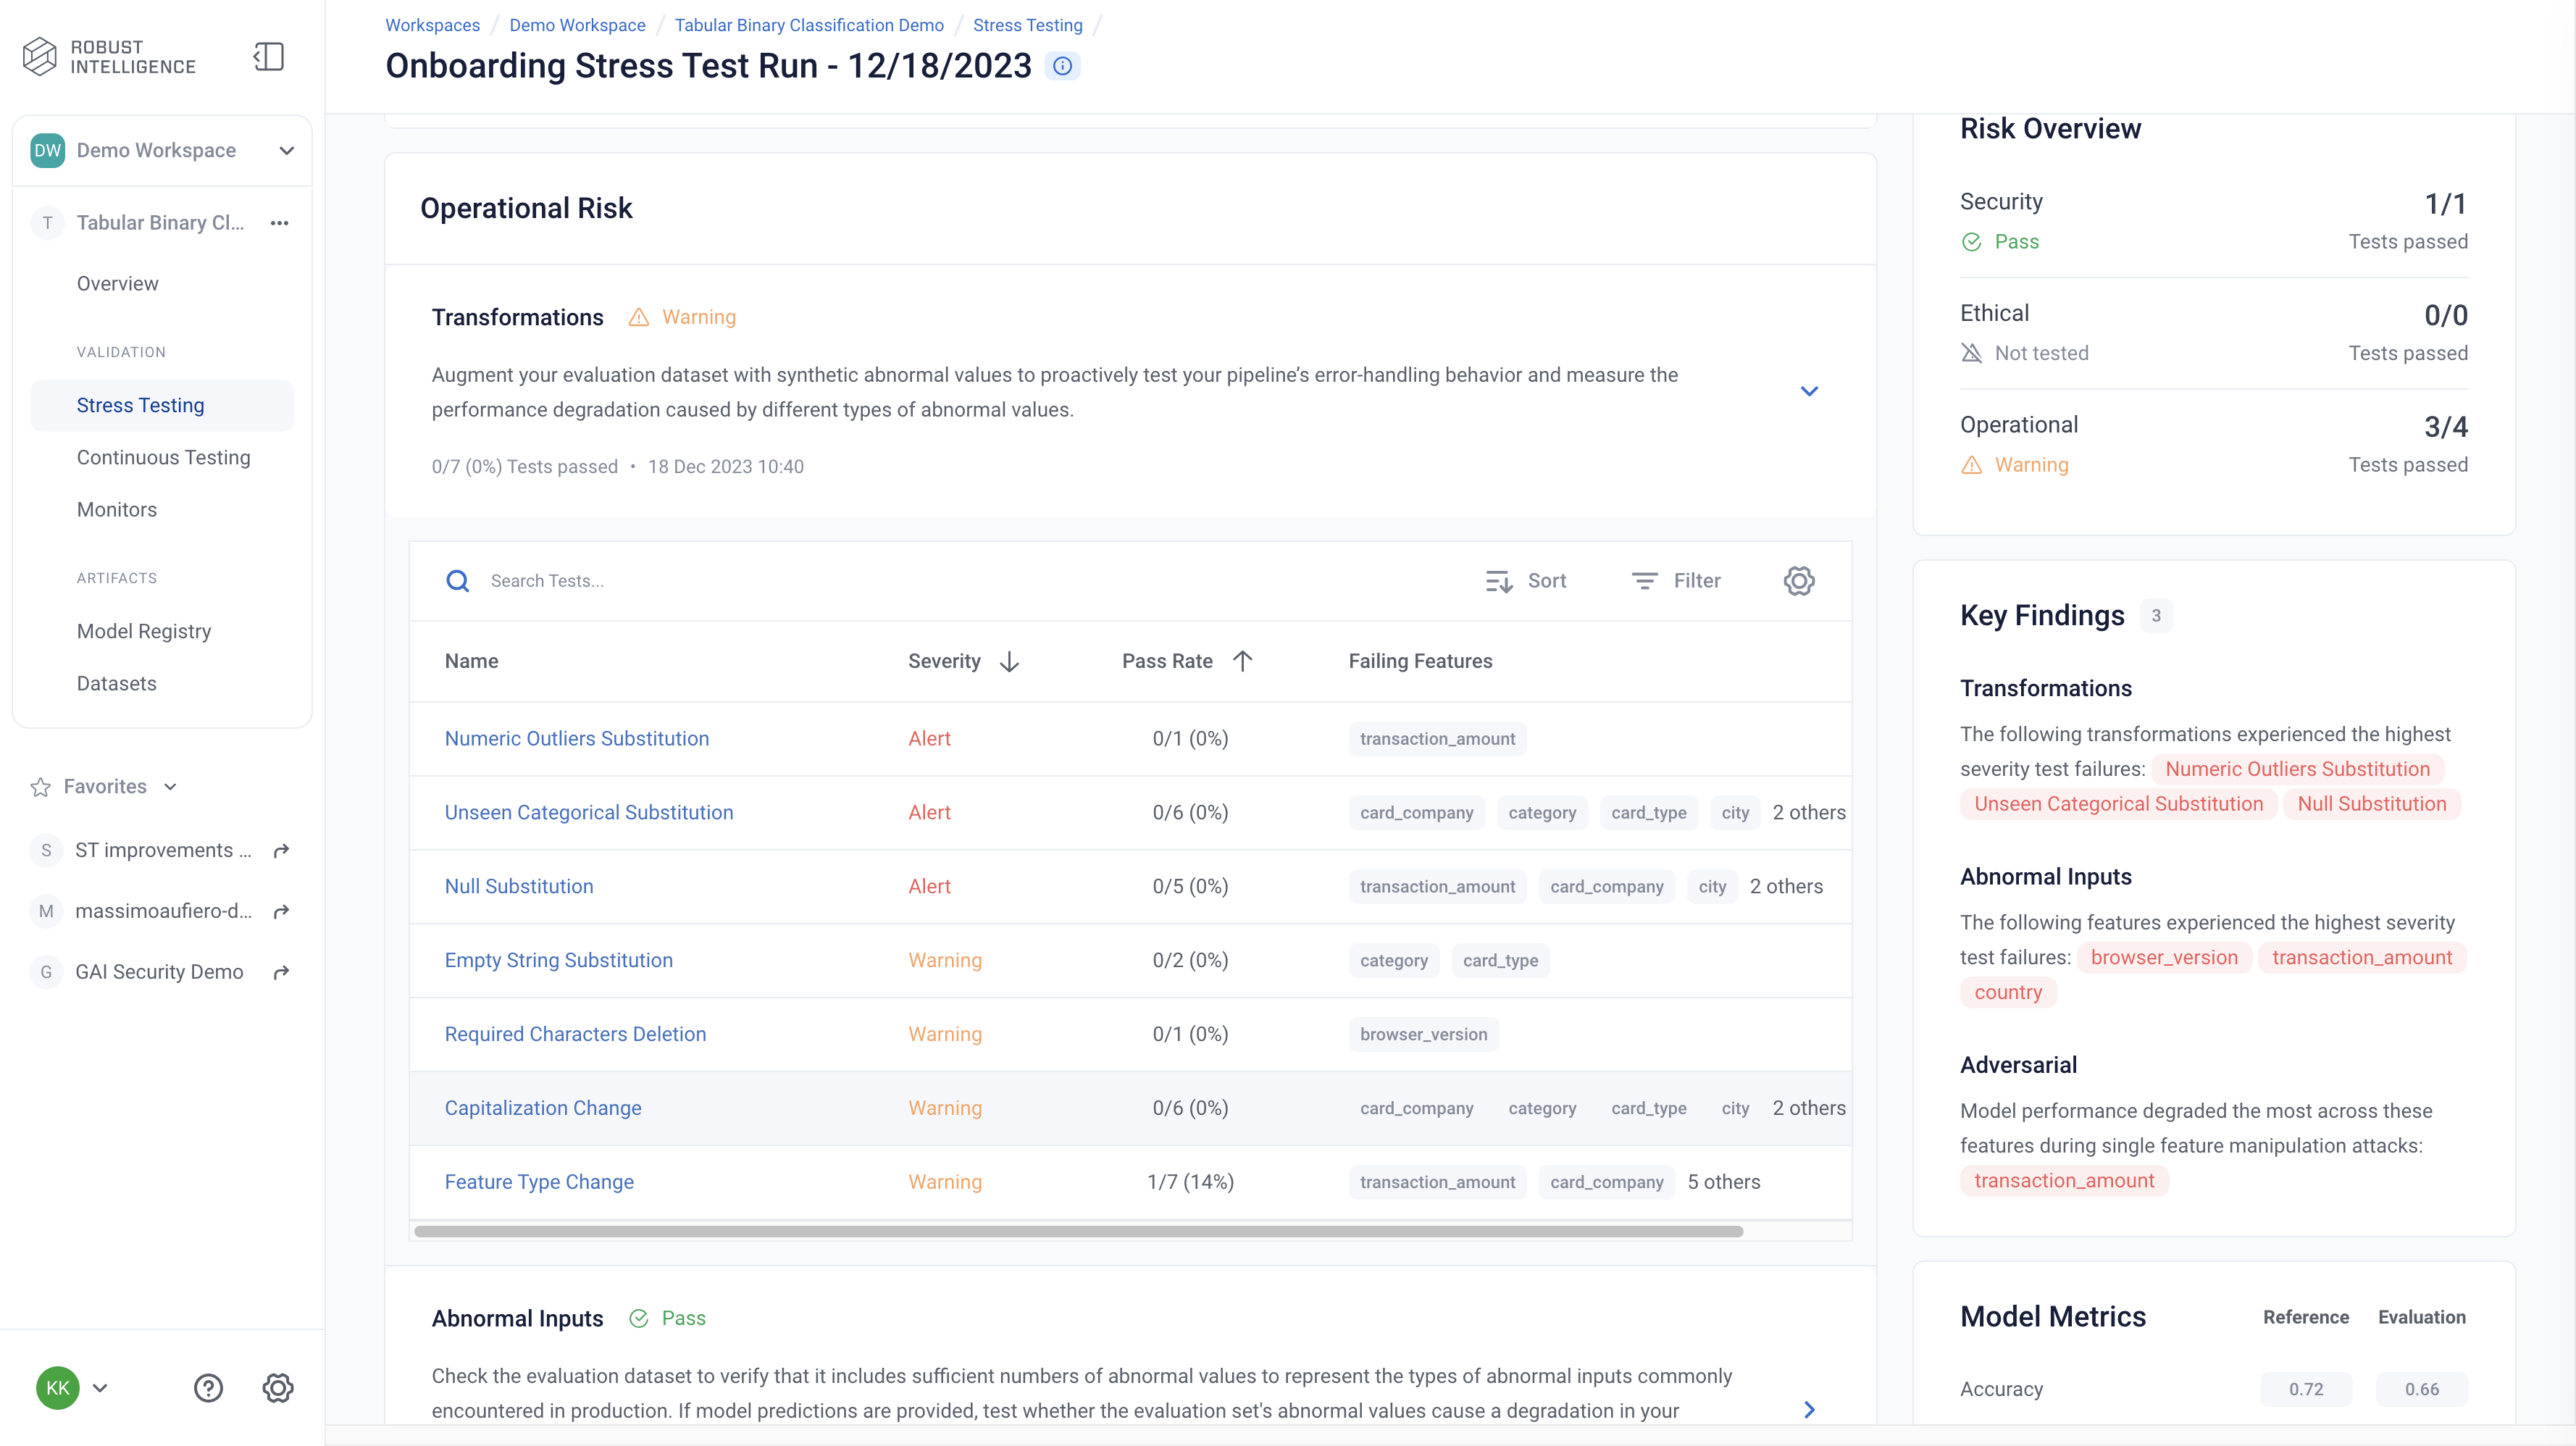 ROBUST
INTELLIGENCE
DW Demo Workspace
T Tabular Binary Cl... •••
Overview
VALIDATION
Stress Testing
Continuous Testing
Monitors
ARTIFACTS
Model Registry
Datasets
Favorites
S ST improvements ...
M massimoaufiero-d...
G GAI Security Demo
KK
Workspaces / Demo Workspace / Tabular Binary Classification Demo / Stress Testing /
Onboarding Stress Test Run - 12/18/2023
Operational Risk
Transformations Warning
Augment your evaluation dataset with synthetic abnormal values to proactively test your pipeline’s error-handling behavior and measure the
performance degradation caused by different types of abnormal values.
0/7 (0%) Tests passed • 18 Dec 2023 10:40
Search Tests... Sort Filter
Name Severity Pass Rate Failing Features
Numeric Outliers Substitution Alert 0/1 (0%) transaction_amount
Unseen Categorical Substitution Alert 0/6 (0%) card_company category card_type city 2 others
Null Substitution Alert 0/5 (0%) transaction_amount card_company city 2 others
Empty String Substitution Warning 0/2 (0%) category card_type
Required Characters Deletion Warning 0/1 (0%) browser_version
Capitalization Change Warning 0/6 (0%) card_company category card_type city 2 others
Feature Type Change Warning 1/7 (14%) transaction_amount card_company 5 others
Abnormal Inputs Pass
Check the evaluation dataset to verify that it includes sufficient numbers of abnormal values to represent the types of abnormal inputs commonly
encountered in production. If model predictions are provided, test whether the evaluation set's abnormal values cause a degradation in your
Risk Overview
Security 1/1
Pass Tests passed
Ethical 0/0
Not tested Tests passed
Operational 3/4
Warning Tests passed
Key Findings 3
Transformations
The following transformations experienced the highest
severity test failures: Numeric Outliers Substitution
Unseen Categorical Substitution Null Substitution
Abnormal Inputs
The following features experienced the highest severity
test failures: browser_version transaction_amount
country
Adversarial
Model performance degraded the most across these
features during single feature manipulation attacks:
transaction_amount
Model Metrics Reference Evaluation
Accuracy 0.72 0.66